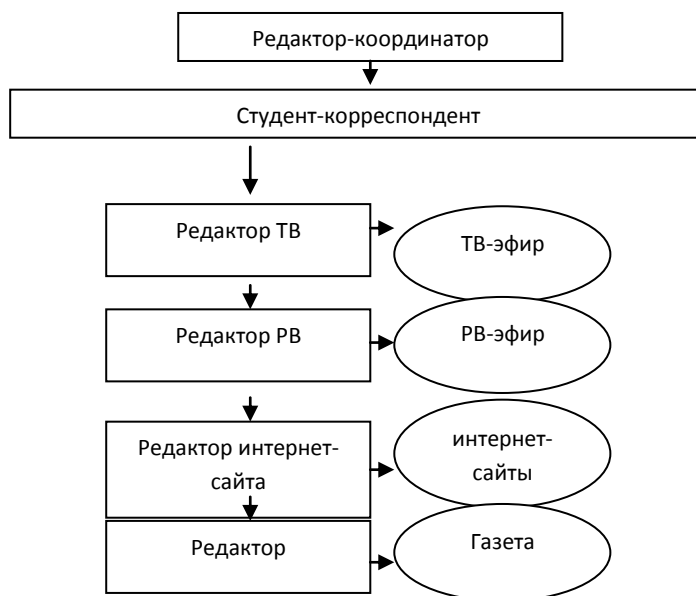 Редактор-координатор
Студент-корреспондент
Редактор ТВ
ТВ-эфир
Редактор РВ
РВ-эфир
Редактор интернет-
сайта
интернет-
сайты
Редактор
Газета